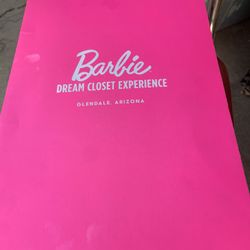 Barbie
DREAM CLOSET EXPERIENCE
GLENDALE, ARIZONA